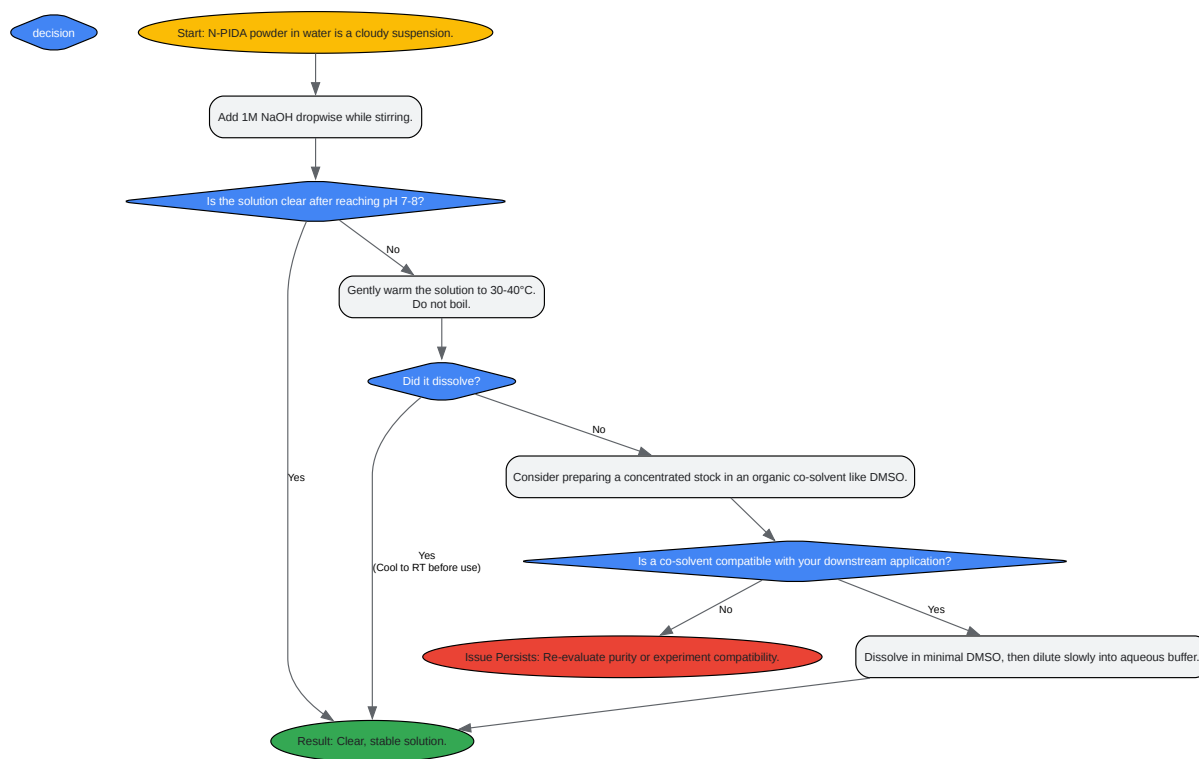 decision
Start: N-PIDA powder in water is a cloudy suspension.
Add 1M NaOH dropwise while stirring.
Is the solution clear after reaching pH 7-8?
No
Gently warm the solution to 30-40°C.
Do not boil.
Did it dissolve?
No
Yes
Consider preparing a concentrated stock in an organic co-solvent like DMSO.
Yes
(Cool to RT before use)
Is a co-solvent compatible with your downstream application?
No
Yes
Issue Persists: Re-evaluate purity or experiment compatibility.
Dissolve in minimal DMSO, then dilute slowly into aqueous buffer.
Result: Clear, stable solution.